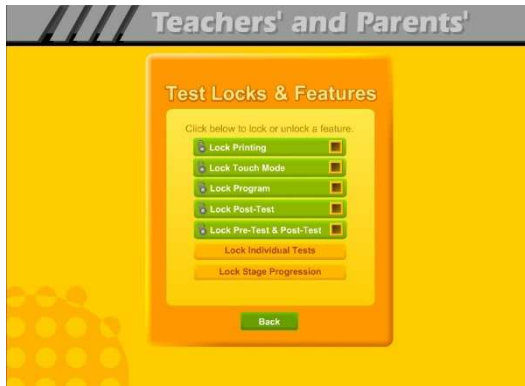 Teachers' and Parents'
Test Locks & Features
Click below to lock or unlock a feature.
Lock Printing
Lock Touch Mode
Lock Program
Lock Post-Test
Lock Pre-Test & Post-Test
Lock Individual Tests
Lock Stage Progression
Back